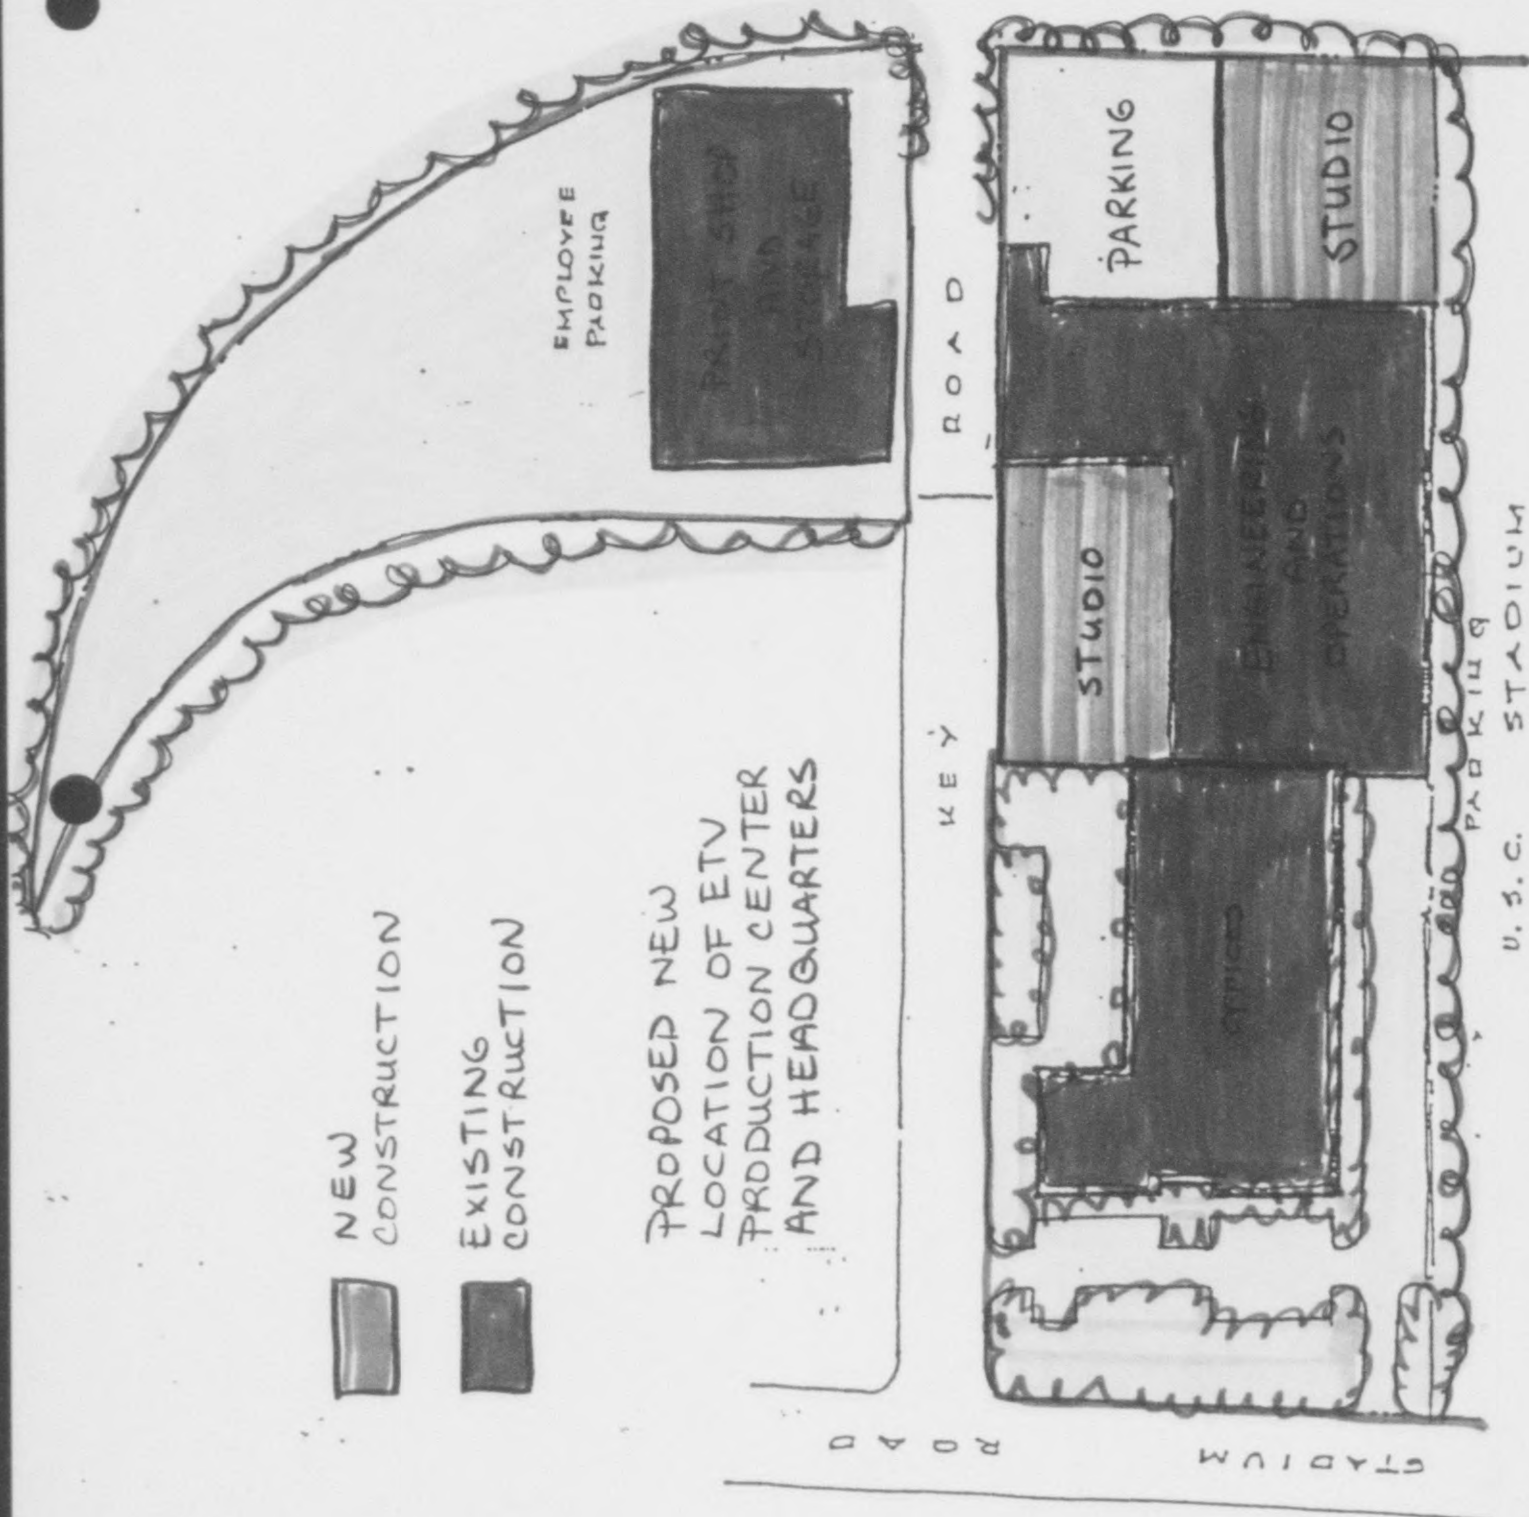 NEW
CONSTRUCTION
EXISTING
CONSTRUCTION
PROPOSED NEW
LOCATION OF ETV
PRODUCTION CENTER
AND HEADQUARTERS
EMPLOYEE
PARKING
PRINT SHOP
AND
STORAGE
KEY ROAD
PARKING
STUDIO
STUDIO
ENGINEERING
AND
OPERATIONS
OFFICES
PARKING
U.S.C. STADIUM
STADIUM ROAD